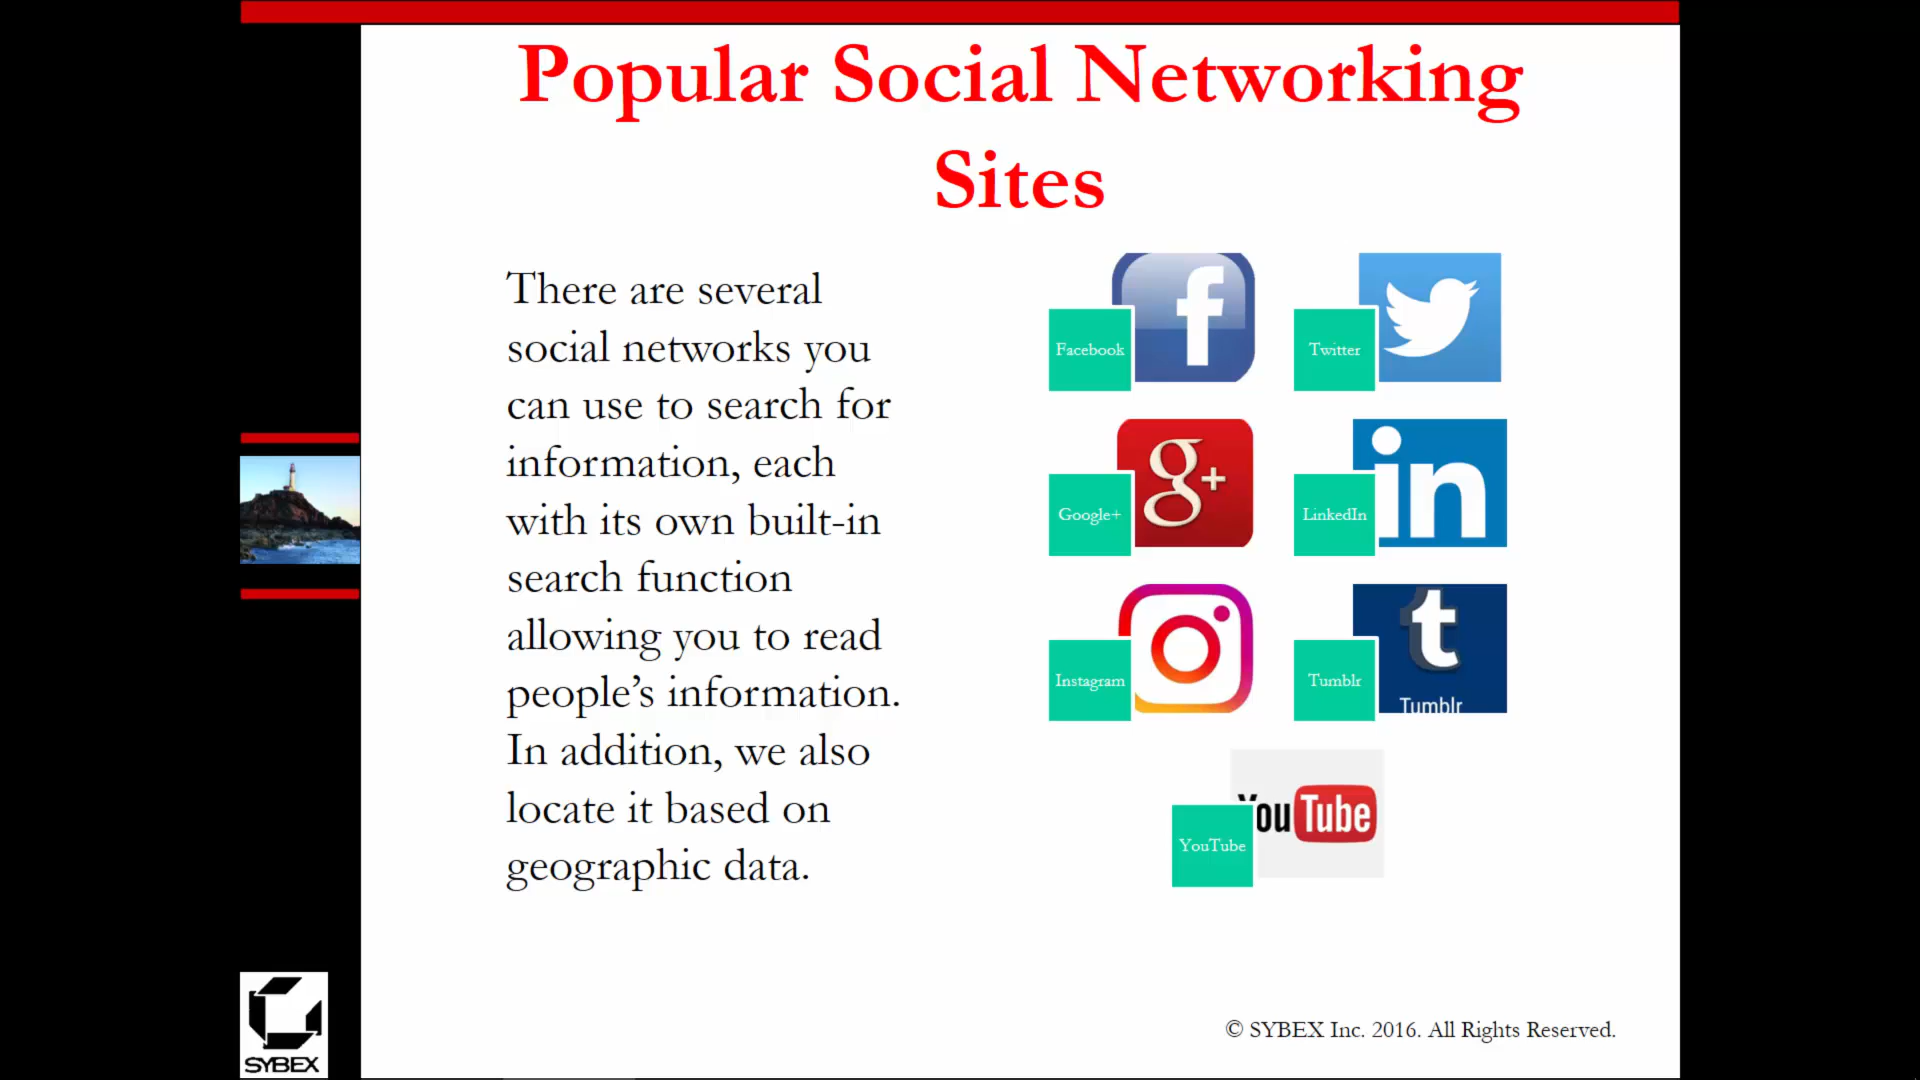 Popular Social Networking
Sites
There are several
social networks you
can use to search for
information, each
with its own built-in
search function
allowing you to read
people's information.
In addition, we also
locate it based on
geographic data.
f
Facebook
Twitter
g+
Google+
in
LinkedIn
Instagram
t
Tumblr
Tumblr
YouTube
YouTube
SYBEX
© SYBEX Inc. 2016. All Rights Reserved.